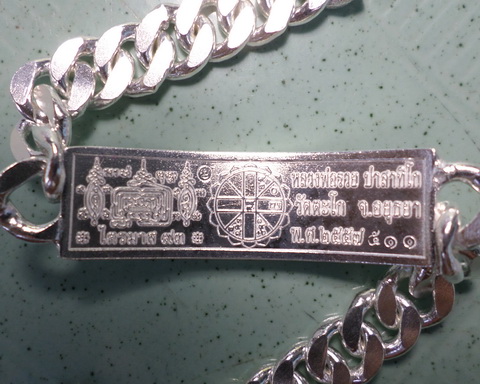 หลวงพ่อรวย ปาสาทิโก
วัดตะโก จ.อยุธยา
พ.ศ.๒๕๕๗ ๕๑๑
ไตรมาส ๙๓